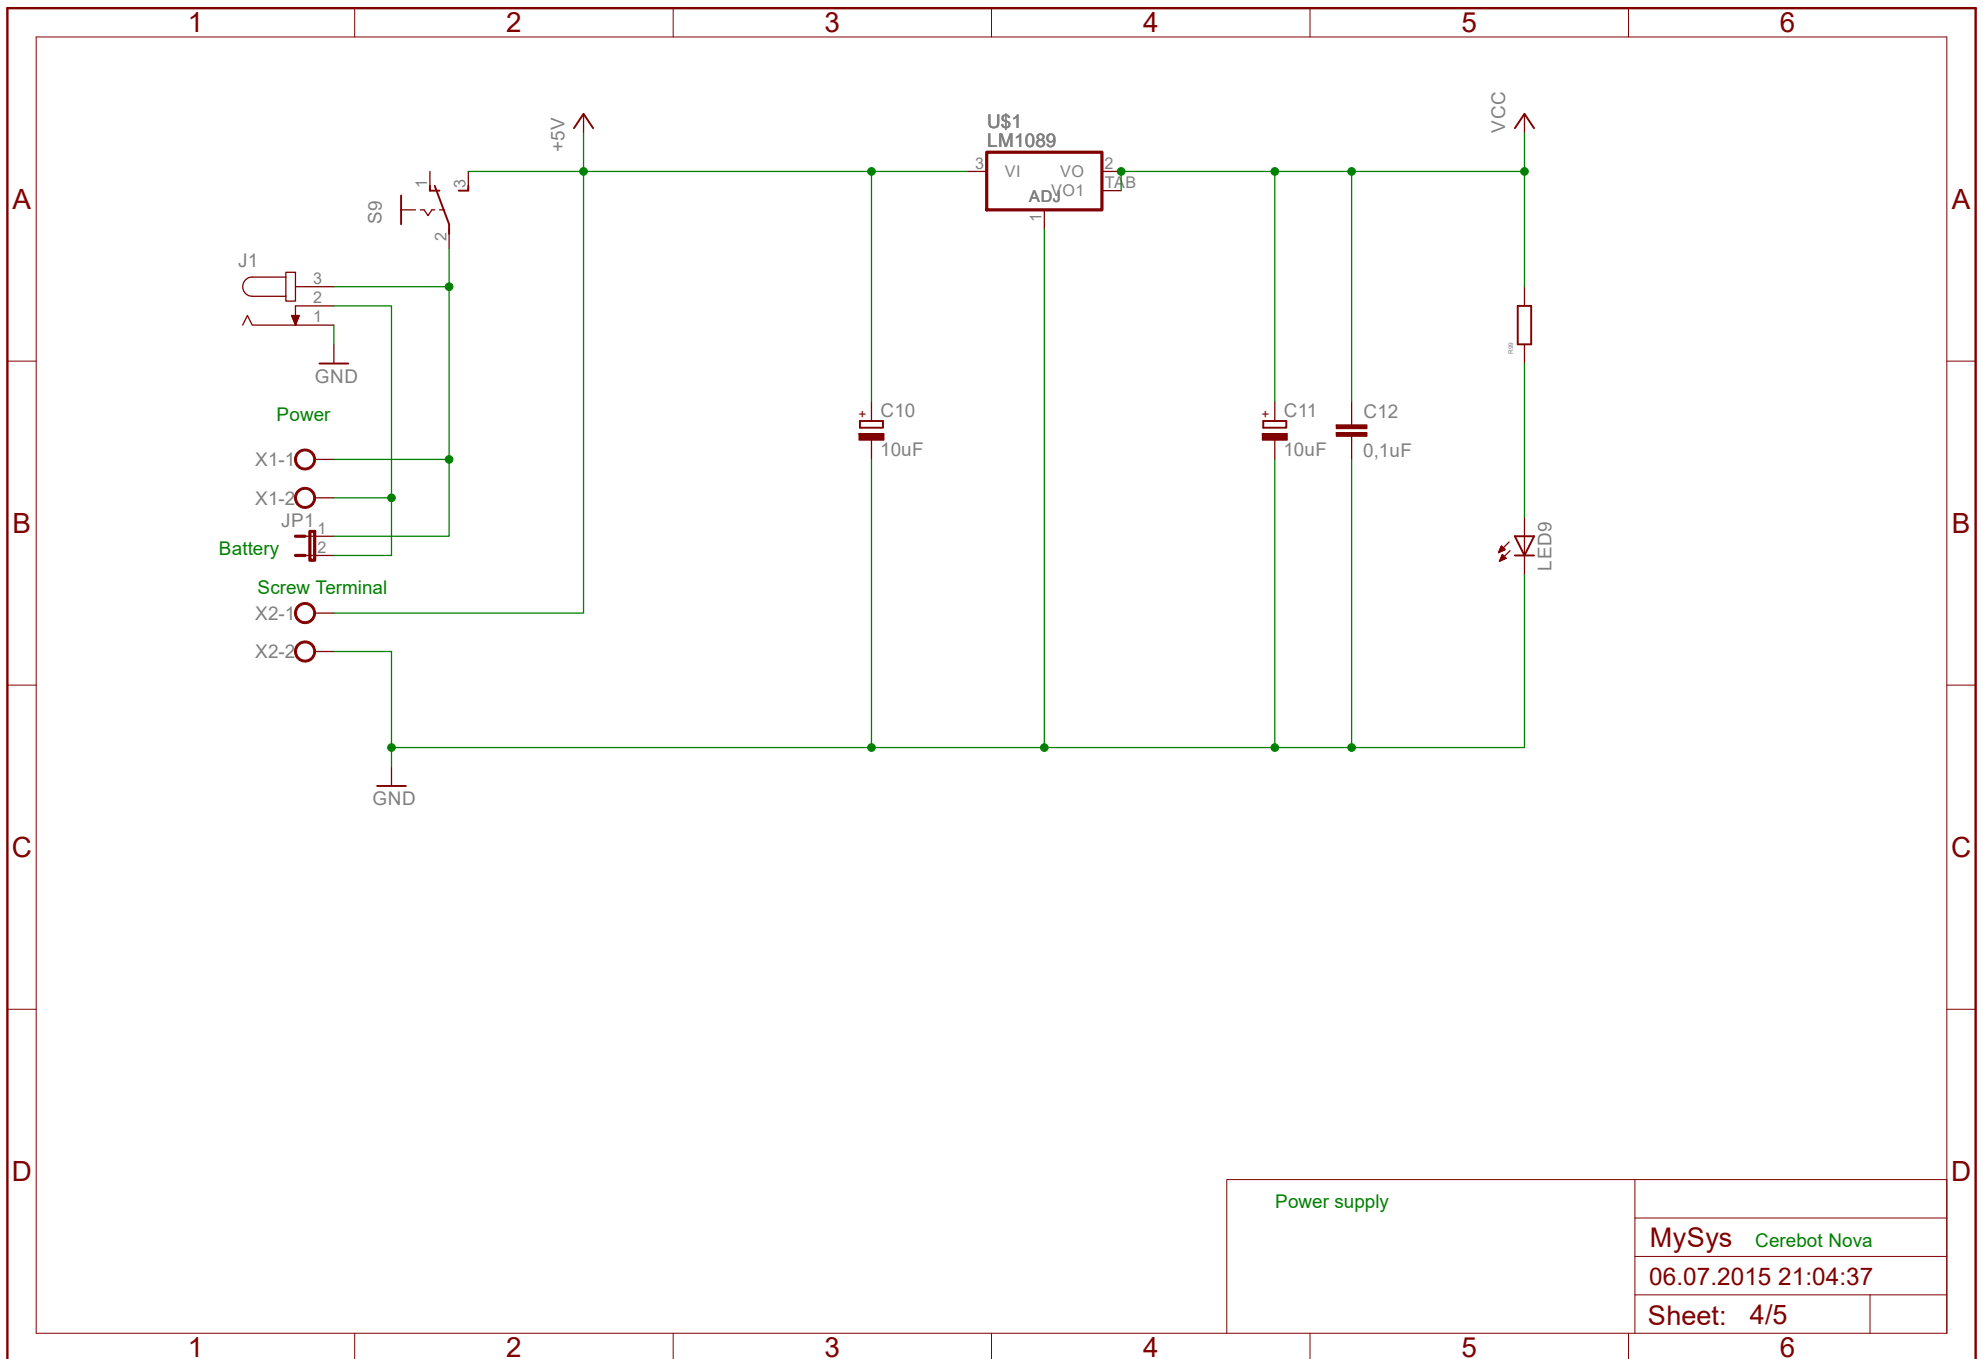 1 2 3 4 5 6
A A
+5V
VCC
U$1
LM1089
3 VI VO 2
TAB
VO1
ADJ
1
1 3
S9
2
J1
3
2
1
GND
R99
Power
C10
10uF
C11
10uF
C12
0,1uF
X1-1
X1-2
B B
JP1
1
2
Battery
LED9
Screw Terminal
X2-1
X2-2
GND
C C
D D
Power supply
MySys Cerebot Nova
06.07.2015 21:04:37
Sheet: 4/5
1 2 3 4 5 6